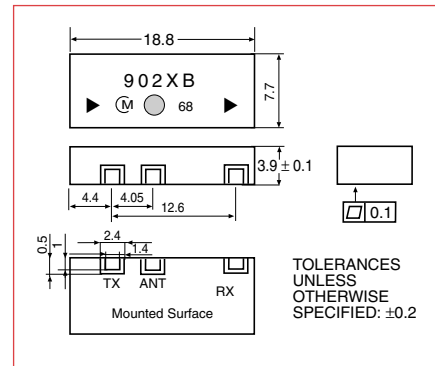 18.8
902XB
M 68
7.7
3.9 ± 0.1
4.4
4.05
12.6
0.1
0.5
1
2.4
1.4
TX ANT RX
Mounted Surface
TOLERANCES
UNLESS
OTHERWISE
SPECIFIED: ±0.2